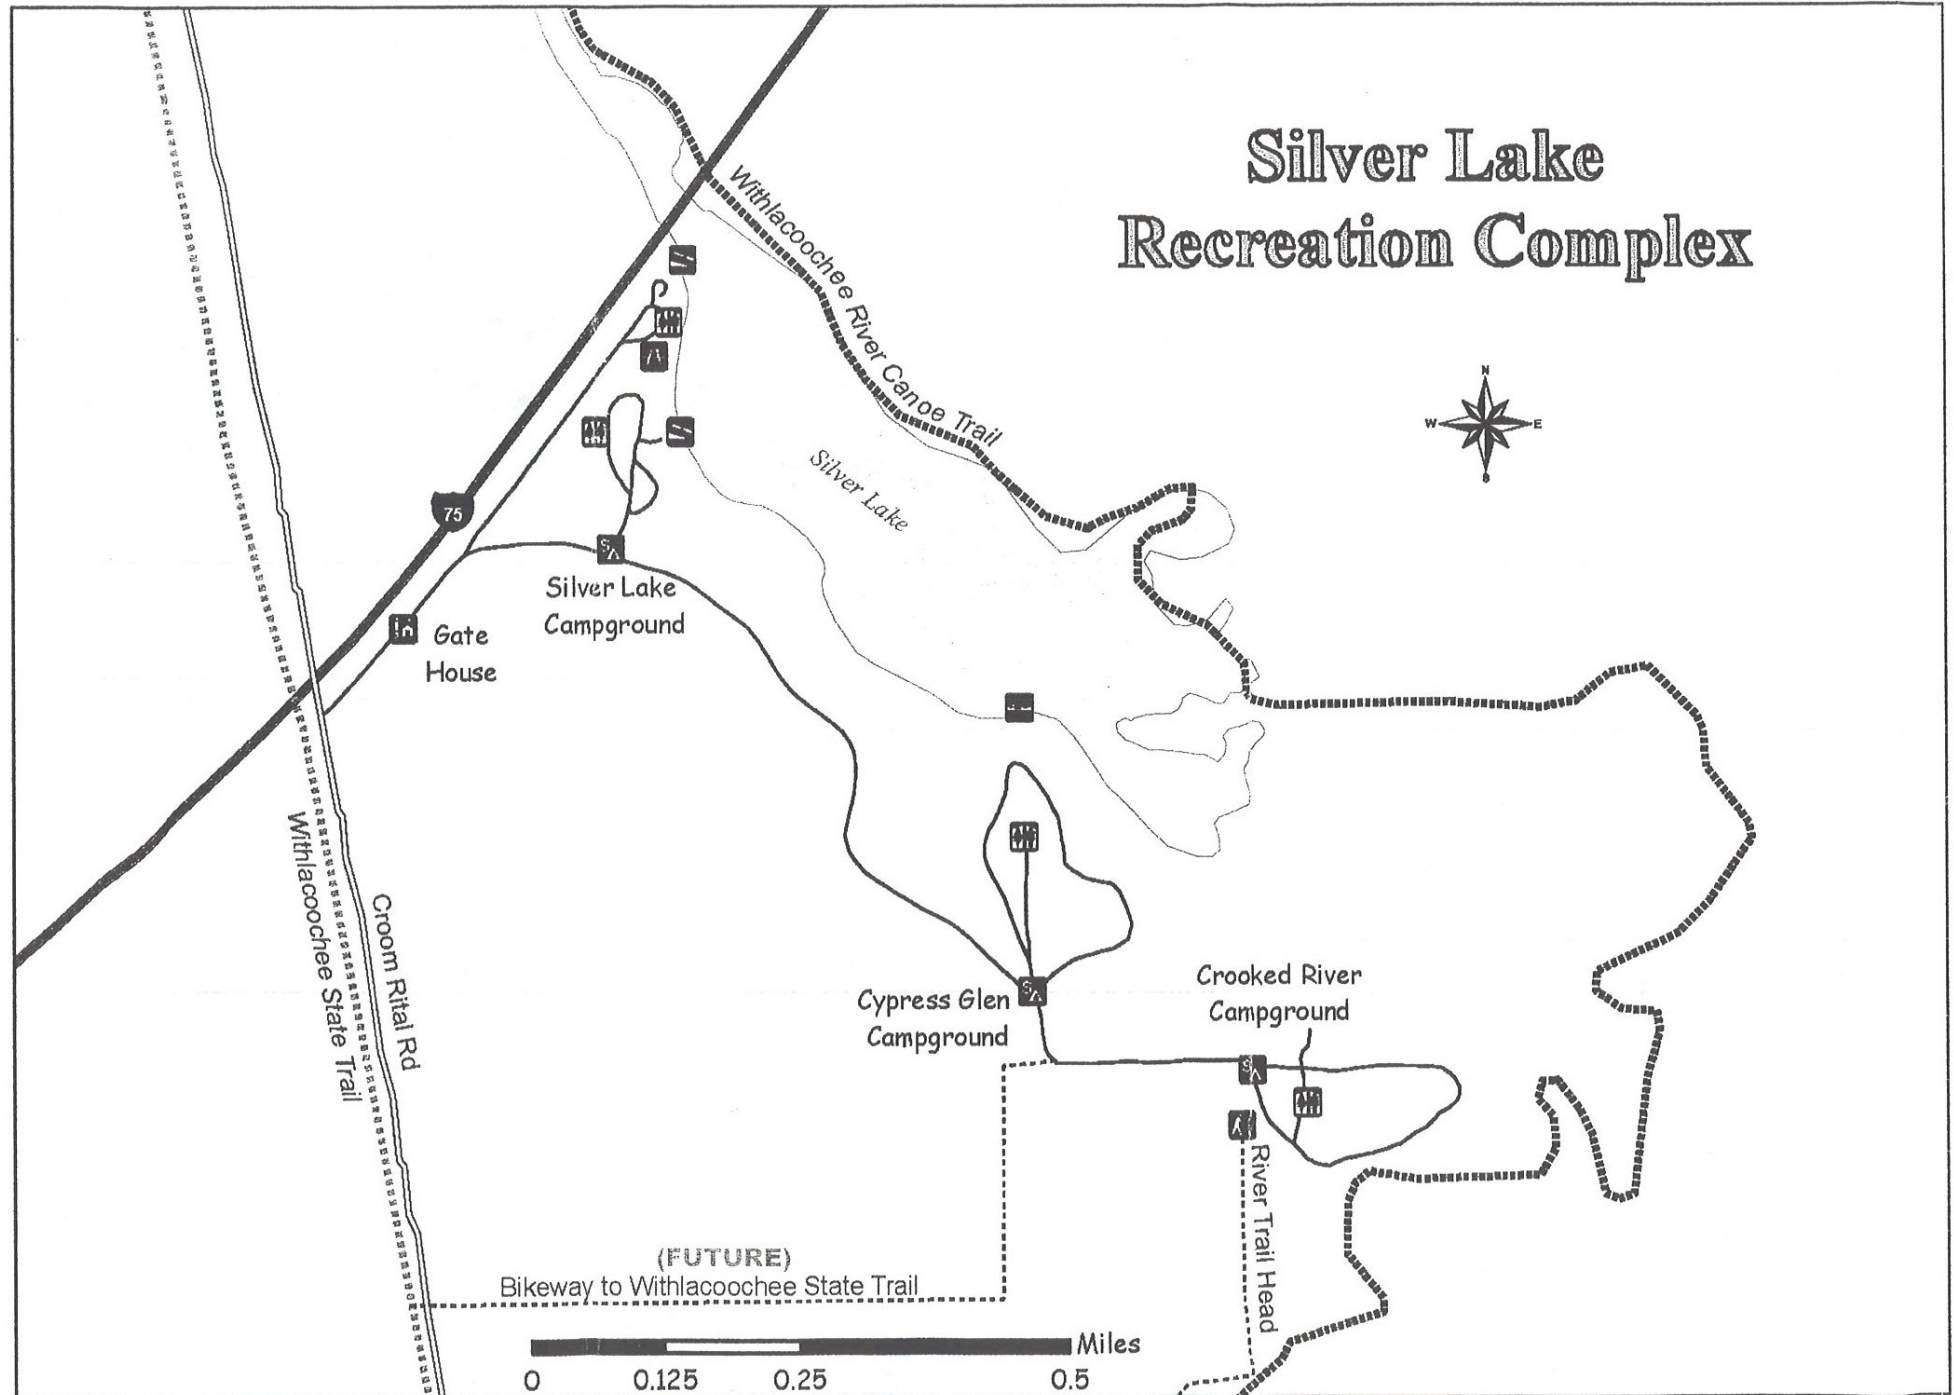 Silver Lake
Recreation Complex
Withlacoochee River Canoe Trail
N
W
E
S
Silver Lake
75
Silver Lake
Campground
Gate
House
Withlacoochee State Trail
Croom Rital Rd
Cypress Glen
Campground
Crooked River
Campground
River Trail Head
(FUTURE)
Bikeway to Withlacoochee State Trail
Miles
0
0.125
0.25
0.5